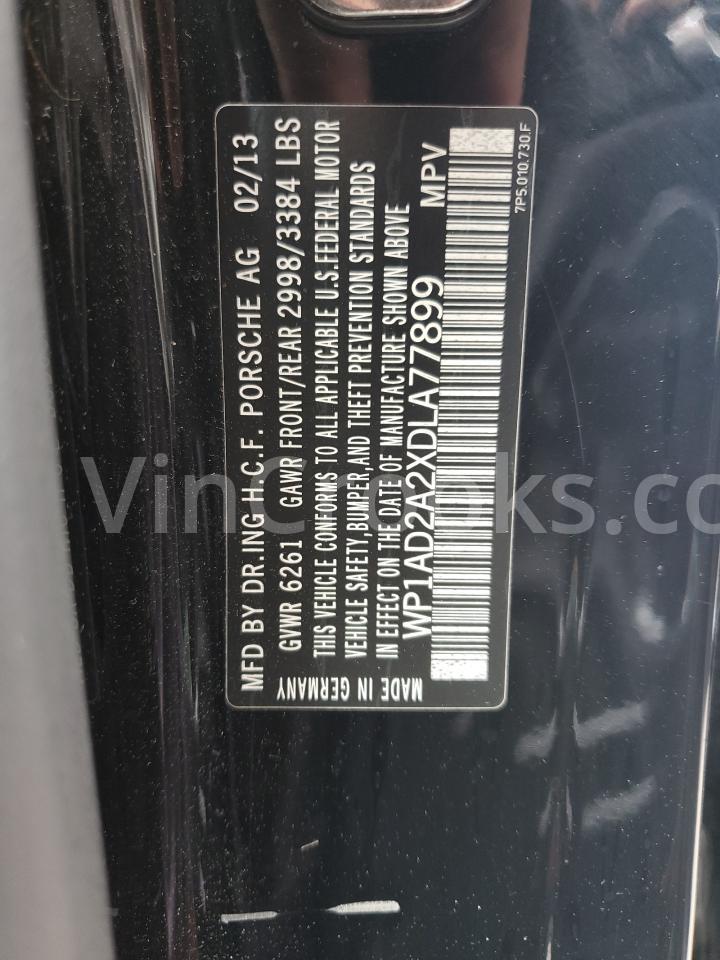 MFD BY DR.ING H.C.F. PORSCHE AG 02/13
GVWR 6261 GAWR FRONT/REAR 2998/3384 LBS
THIS VEHICLE CONFORMS TO ALL APPLICABLE U.S.FEDERAL MOTOR
VEHICLE SAFETY,BUMPER,AND THEFT PREVENTION STANDARDS
IN EFFECT ON THE DATE OF MANUFACTURE SHOWN ABOVE
WP1AD2A2XDLA77899 MPV
7P5.010.730.F
MADE IN GERMANY
VinCrooks.co